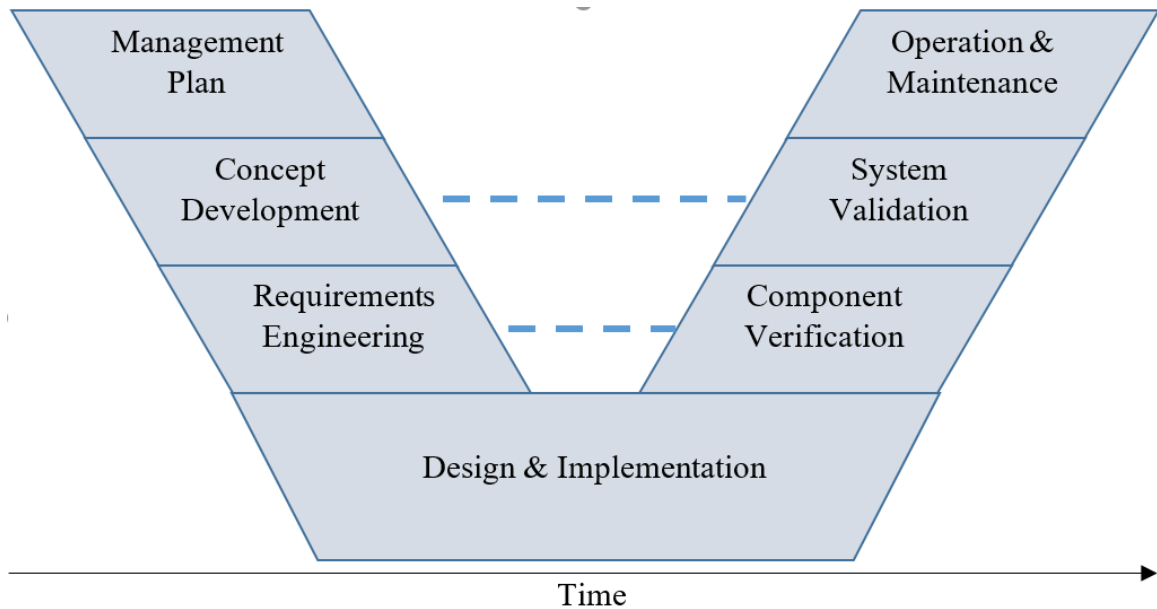 Management
Plan
Concept
Development
Requirements
Engineering
Design & Implementation
Component
Verification
System
Validation
Operation &
Maintenance
Time